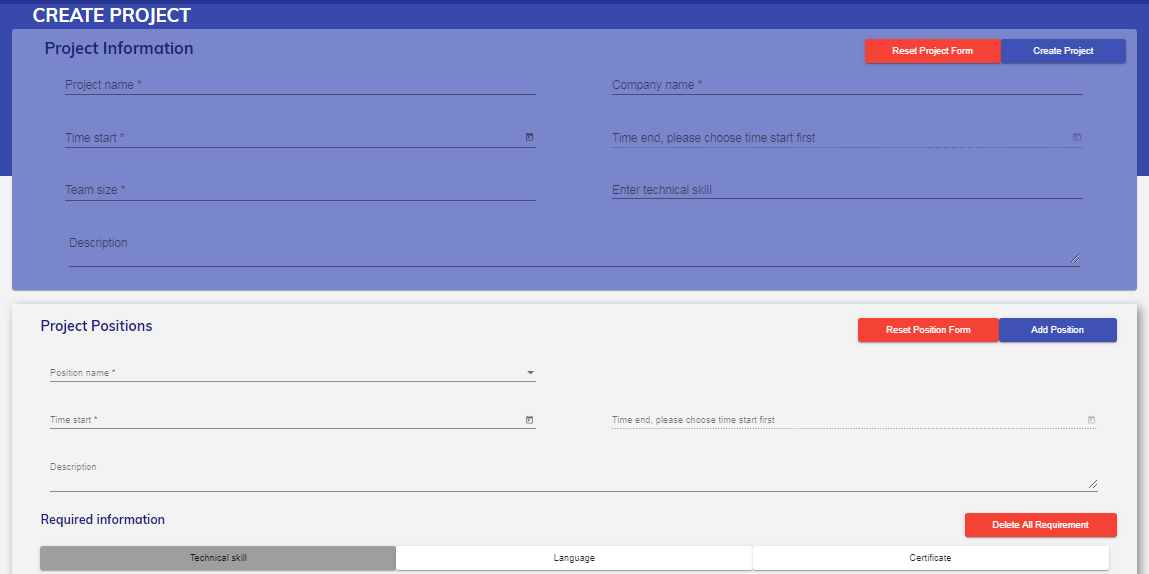 CREATE PROJECT
Project Information
Reset Project Form
Create Project
Project name *
Company name *
Time start *
Time end, please choose time start first
Team size *
Enter technical skill
Description
Project Positions
Reset Position Form
Add Position
Position name *
Time start *
Time end, please choose time start first
Description
Required information
Delete All Requirement
Technical skill
Language
Certificate